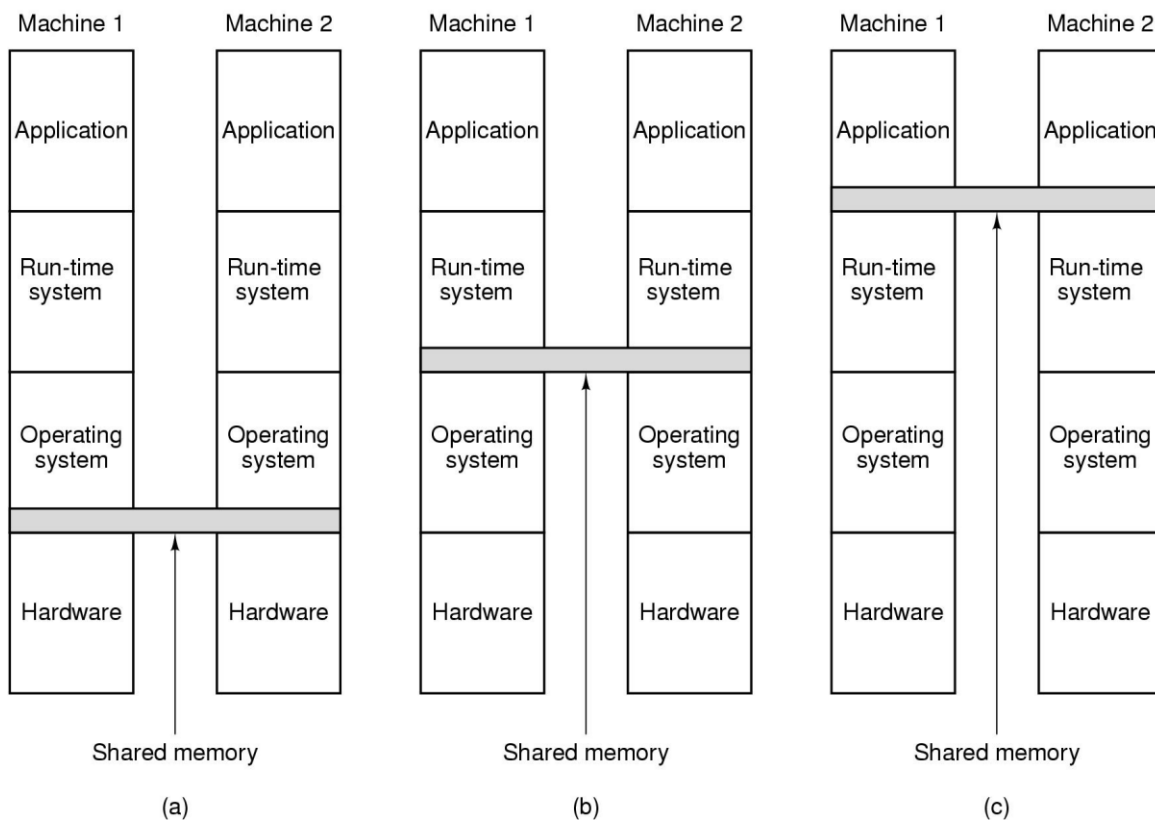 Machine 1
Machine 2
Application
Application
Run-time
system
Run-time
system
Operating
system
Operating
system
Hardware
Hardware
Shared memory
(a)
Machine 1
Machine 2
Application
Application
Run-time
system
Run-time
system
Operating
system
Operating
system
Hardware
Hardware
Shared memory
(b)
Machine 1
Machine 2
Application
Application
Run-time
system
Run-time
system
Operating
system
Operating
system
Hardware
Hardware
Shared memory
(c)